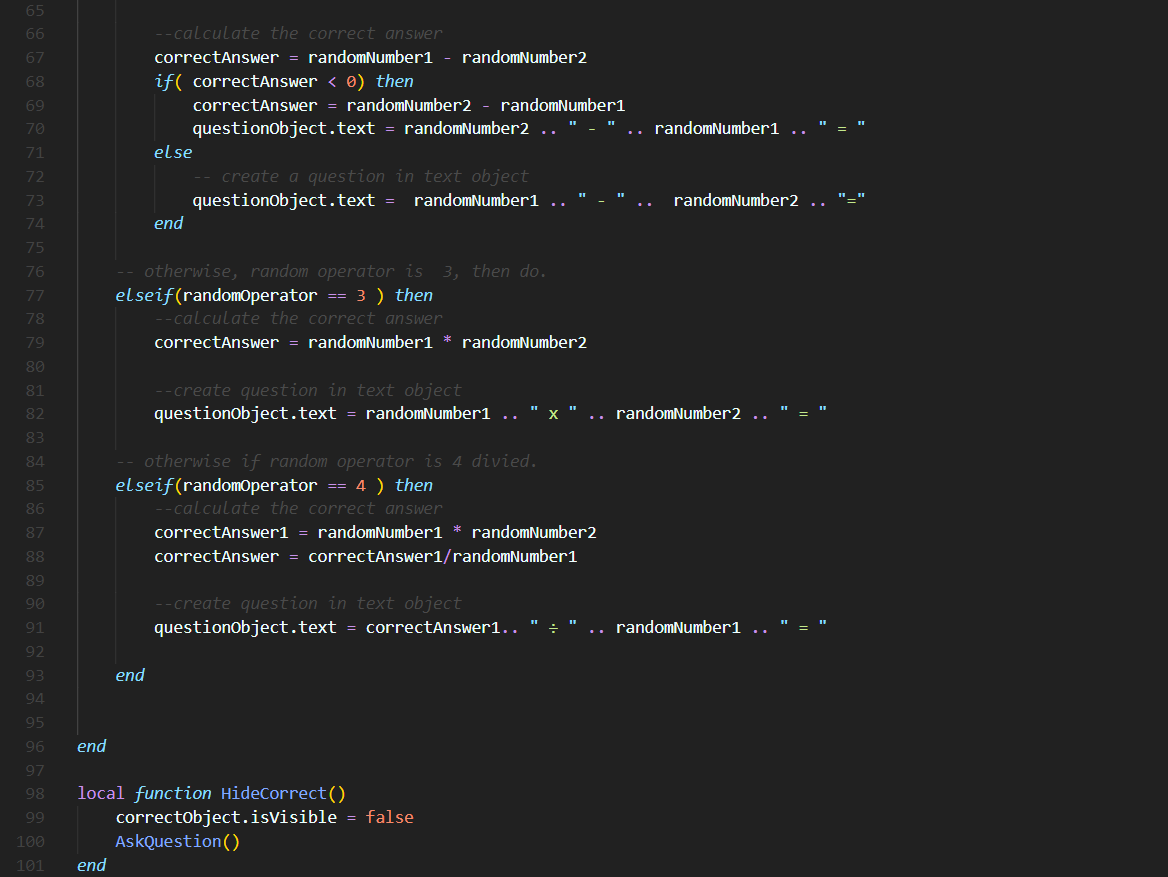 65
66 --calculate the correct answer
67 correctAnswer = randomNumber1 - randomNumber2
68 if( correctAnswer < 0) then
69 correctAnswer = randomNumber2 - randomNumber1
70 questionObject.text = randomNumber2 .. " - " .. randomNumber1 .. " = "
71 else
72 -- create a question in text object
73 questionObject.text =  randomNumber1 .. " - " ..  randomNumber2 .. "="
74 end
75
76 -- otherwise, random operator is  3, then do.
77 elseif(randomOperator == 3 ) then
78 --calculate the correct answer
79 correctAnswer = randomNumber1 * randomNumber2
80
81 --create question in text object
82 questionObject.text = randomNumber1 .. " x " .. randomNumber2 .. " = "
83
84 -- otherwise if random operator is 4 divied.
85 elseif(randomOperator == 4 ) then
86 --calculate the correct answer
87 correctAnswer1 = randomNumber1 * randomNumber2
88 correctAnswer = correctAnswer1/randomNumber1
89
90 --create question in text object
91 questionObject.text = correctAnswer1.. " ÷ " .. randomNumber1 .. " = "
92
93 end
94
95
96 end
97
98 local function HideCorrect()
99 correctObject.isVisible = false
100 AskQuestion()
101 end